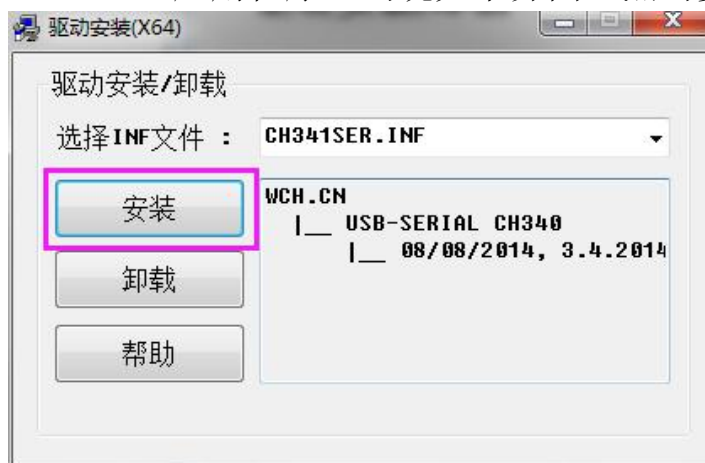 驱动安装(X64)
驱动安装/卸载
选择INF文件 : CH341SER.INF
安装
卸载
帮助
WCH.CN
|__ USB-SERIAL CH340
|__ 08/08/2014, 3.4.2014